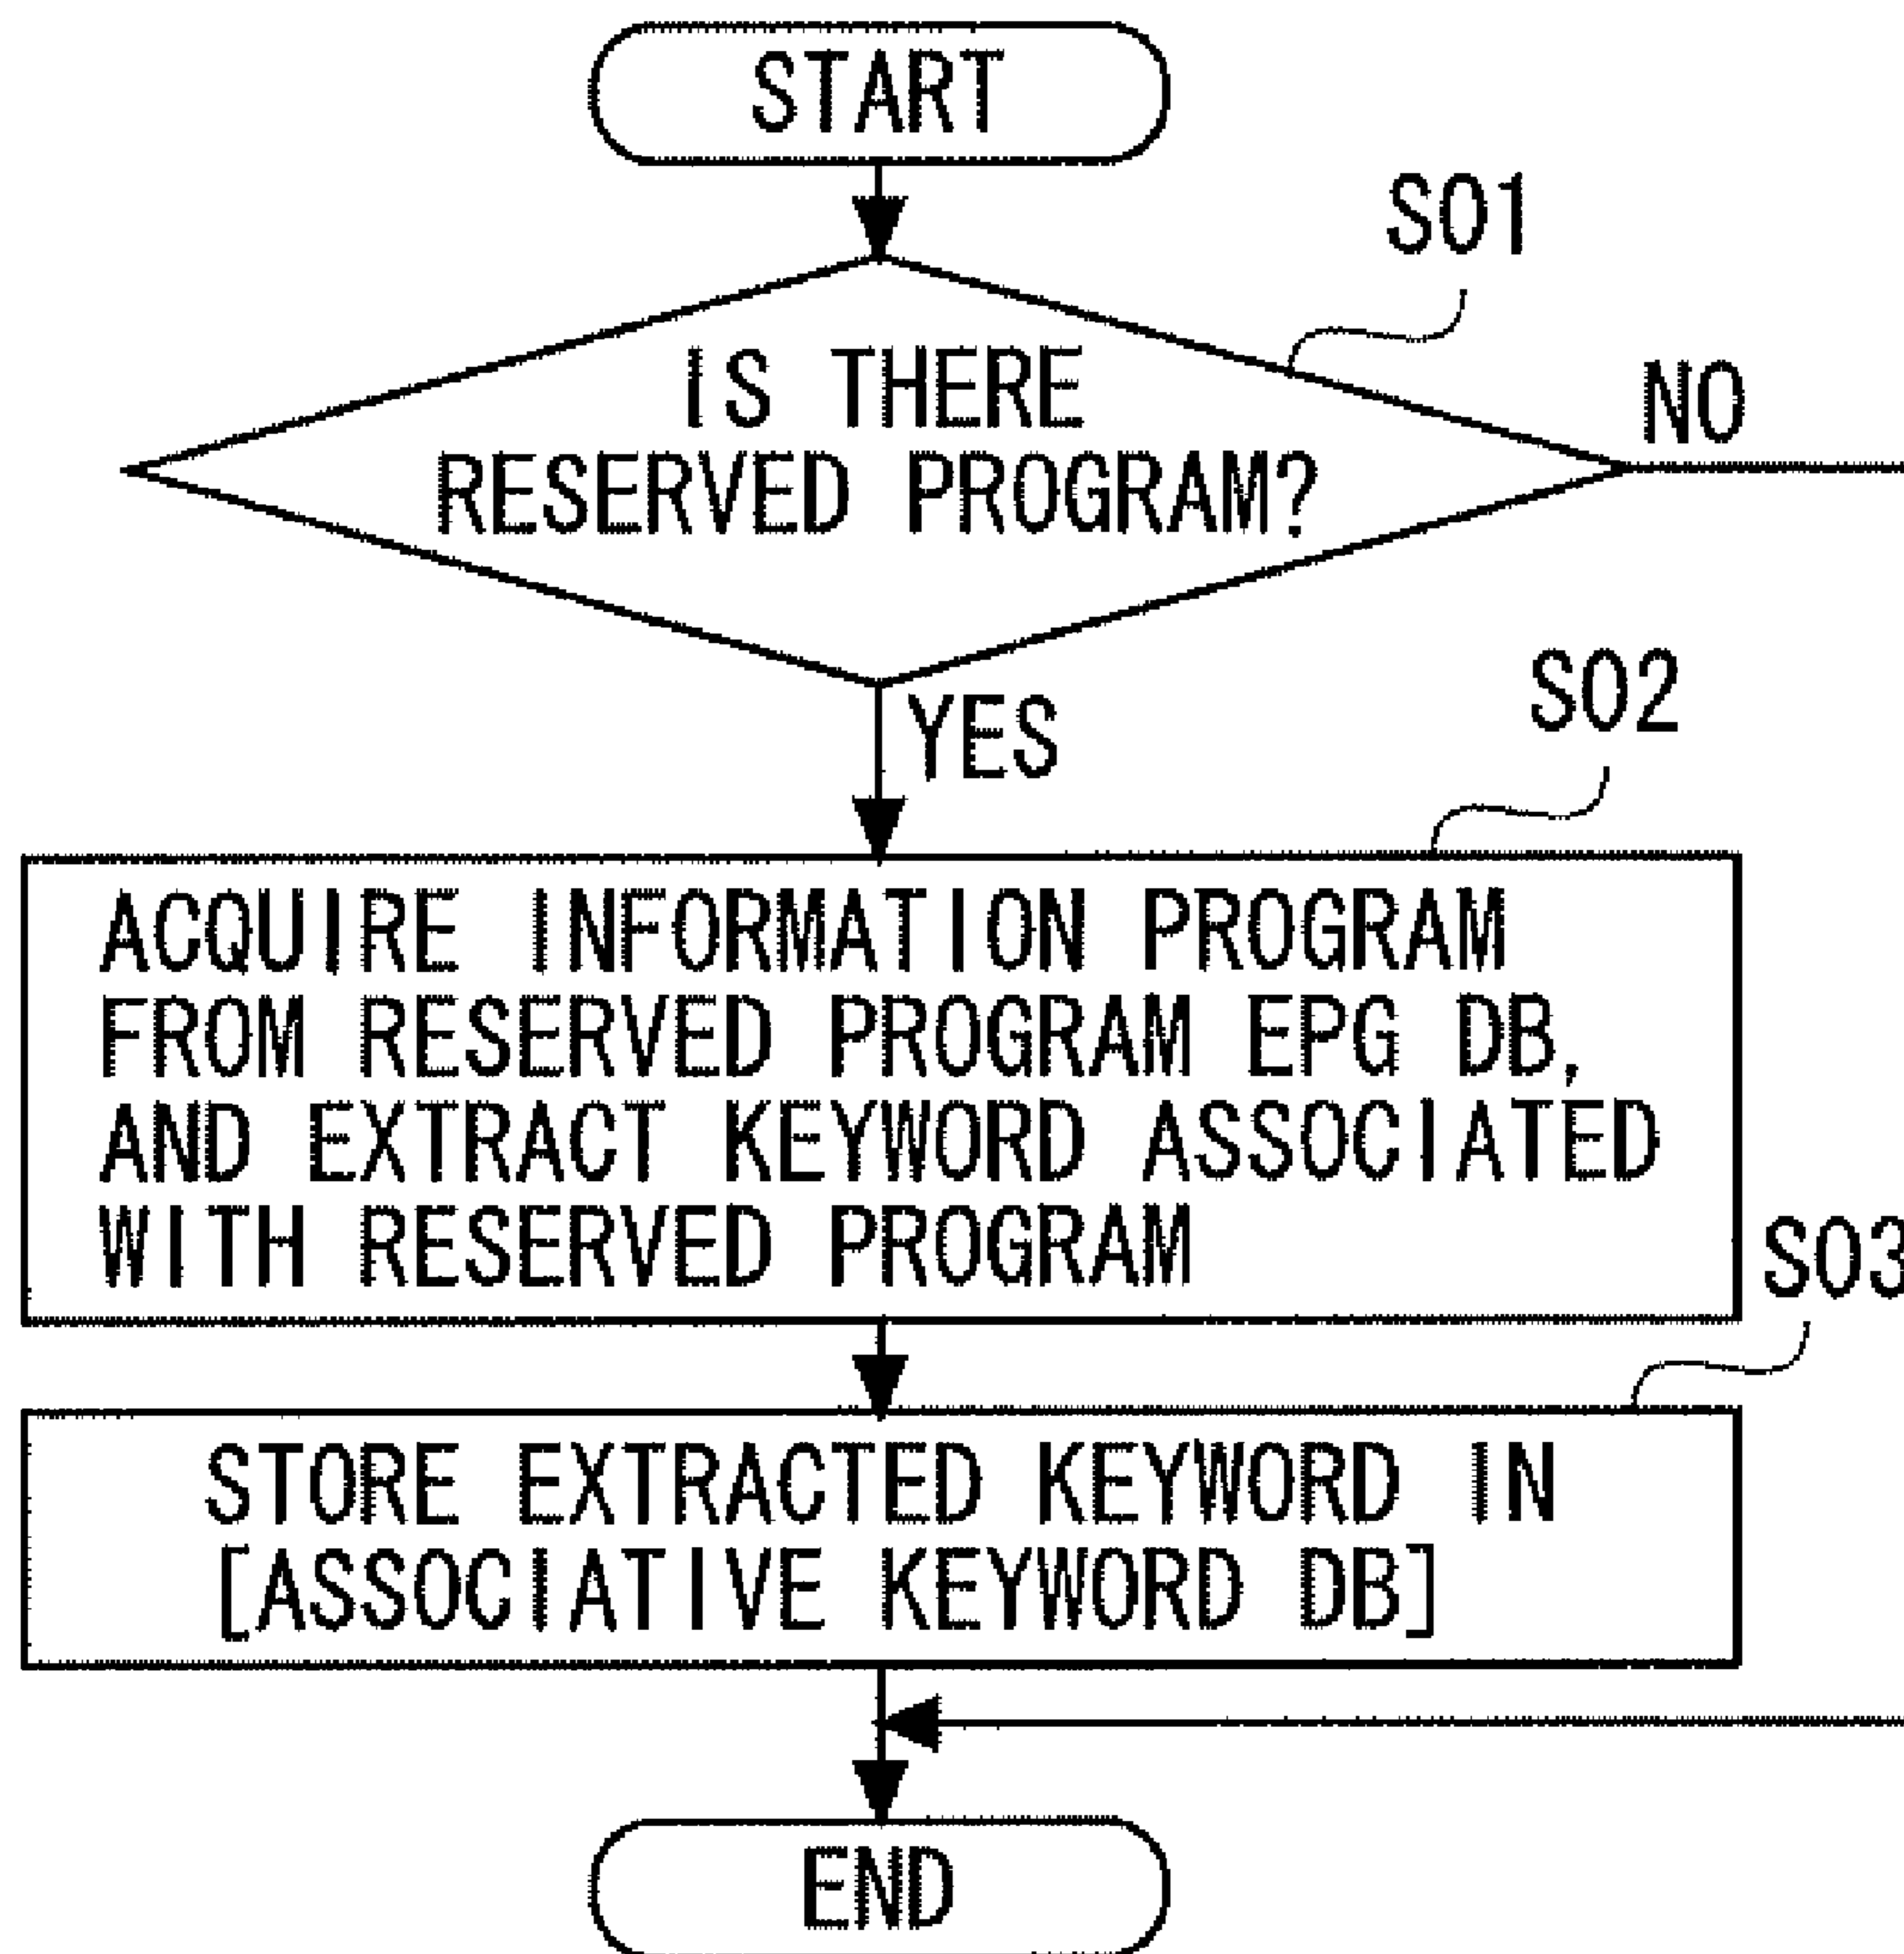 START
S01
IS THERE
RESERVED PROGRAM?
NO
YES
S02
ACQUIRE INFORMATION PROGRAM
FROM RESERVED PROGRAM EPG DB,
AND EXTRACT KEYWORD ASSOCIATED
WITH RESERVED PROGRAM
S03
STORE EXTRACTED KEYWORD IN
[ASSOCIATIVE KEYWORD DB]
END